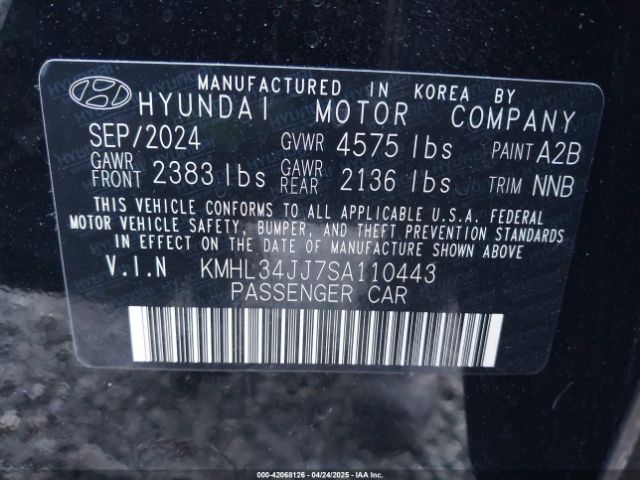 MANUFACTURED IN KOREA BY
HYUNDAI MOTOR COMPANY
SEP/2024 GVWR 4575 lbs PAINT A2B
GAWR FRONT 2383 lbs GAWR REAR 2136 lbs TRIM NNB
THIS VEHICLE CONFORMS TO ALL APPLICABLE U.S.A. FEDERAL
MOTOR VEHICLE SAFETY, BUMPER, AND THEFT PREVENTION STANDARDS
IN EFFECT ON THE DATE OF MANUFACTURE SHOWN ABOVE
V.I.N KMHL34JJ7SA110443
PASSENGER CAR
000-42068126 - 04/24/2025 - IAA Inc.